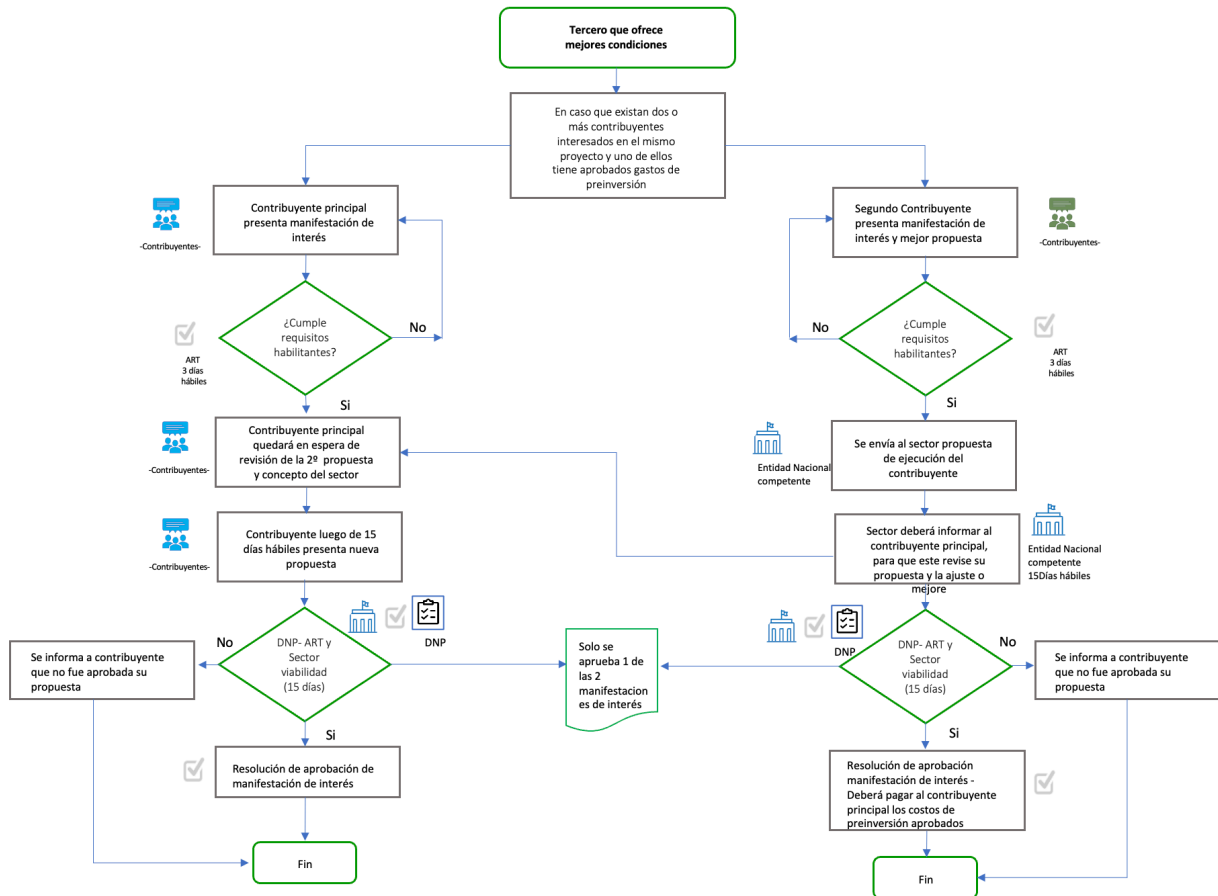 Tercero que ofrece
mejores condiciones
En caso que existan dos o
más contribuyentes
interesados en el mismo
proyecto y uno de ellos
tiene aprobados gastos de
preinversión
-Contribuyentes-
Contribuyente principal
presenta manifestación de
interés
¿Cumple
requisitos
habilitantes?
No
ART
3 días
hábiles
Si
-Contribuyentes-
Contribuyente principal
quedará en espera de
revisión de la 2º propuesta
y concepto del sector
-Contribuyentes-
Contribuyente luego de 15
días hábiles presenta nueva
propuesta
DNP
DNP- ART y
Sector
viabilidad
(15 días)
No
Se informa a contribuyente
que no fue aprobada su
propuesta
Si
Resolución de aprobación de
manifestación de interés
Fin
Solo se
aprueba 1 de
las 2
manifestacion
es de interés
Segundo Contribuyente
presenta manifestación de
interés y mejor propuesta
-Contribuyentes-
¿Cumple
requisitos
habilitantes?
No
ART
3 días
hábiles
Si
Entidad Nacional
competente
Se envía al sector propuesta
de ejecución del
contribuyente
Sector deberá informar al
contribuyente principal,
para que este revise su
propuesta y la ajuste o
mejore
Entidad Nacional
competente
15Días hábiles
DNP
DNP- ART y
Sector
viabilidad
(15 días)
No
Se informa a contribuyente
que no fue aprobada su
propuesta
Si
Resolución de aprobación
manifestación de interés -
Deberá pagar al contribuyente
principal los costos de
preinversión aprobados
Fin